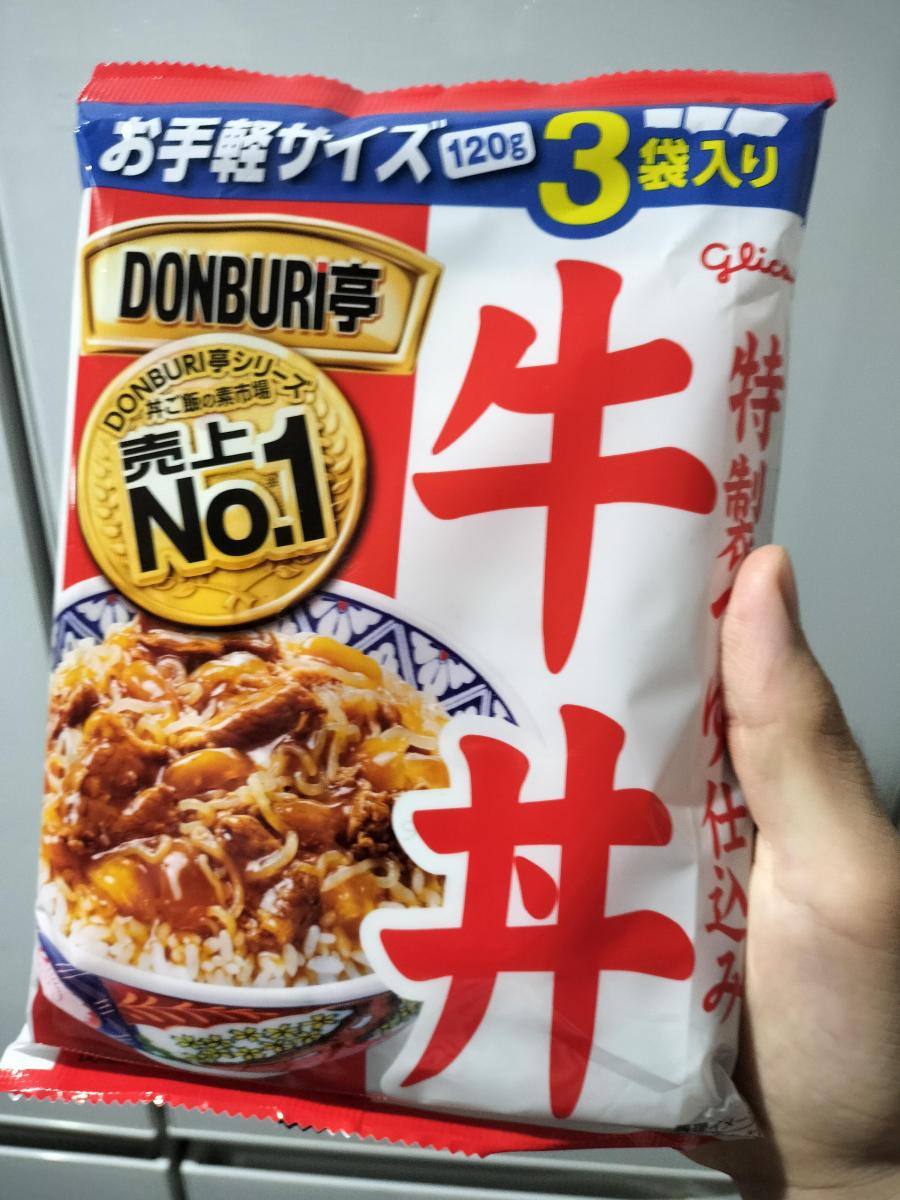 お手軽サイズ 120g 3袋入り
glico
DONBURi亭
DONBURI亭シリーズ
丼ご飯の素市場
売上
No.1
※
牛丼
特製
仕込み